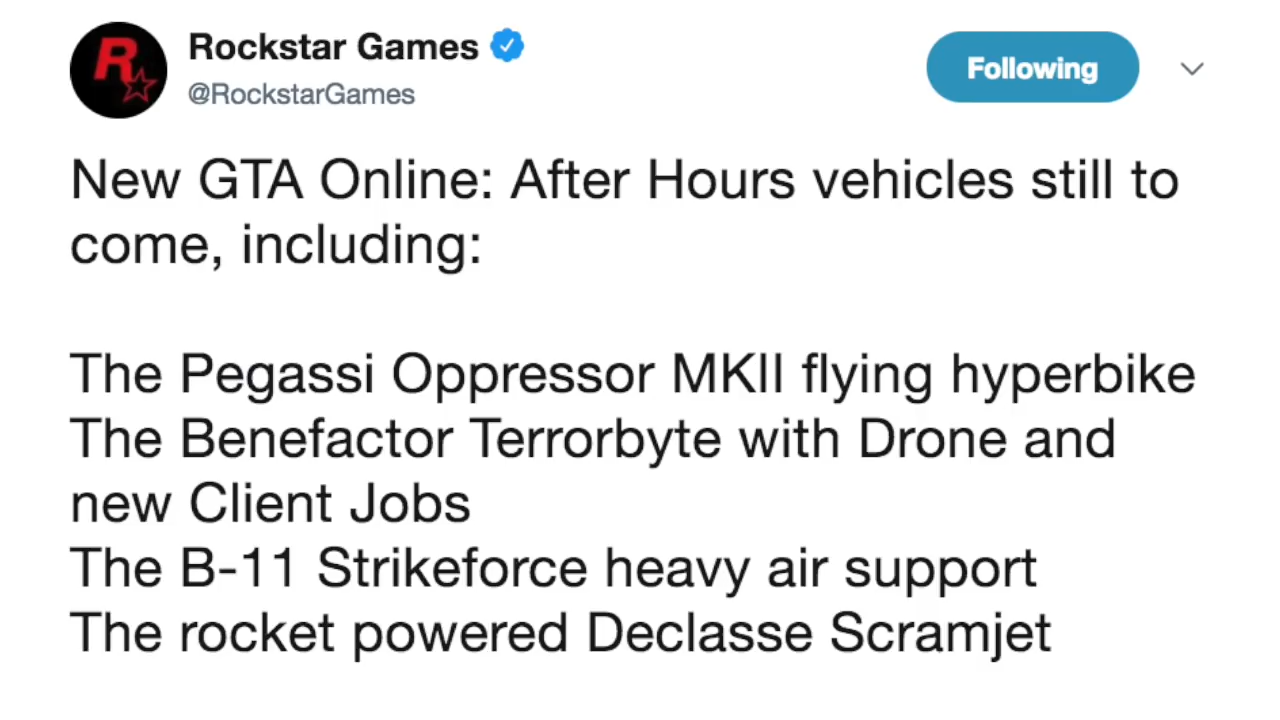 Rockstar Games
@RockstarGames
Following
New GTA Online: After Hours vehicles still to
come, including:
The Pegassi Oppressor MKII flying hyperbike
The Benefactor Terrorbyte with Drone and
new Client Jobs
The B-11 Strikeforce heavy air support
The rocket powered Declasse Scramjet